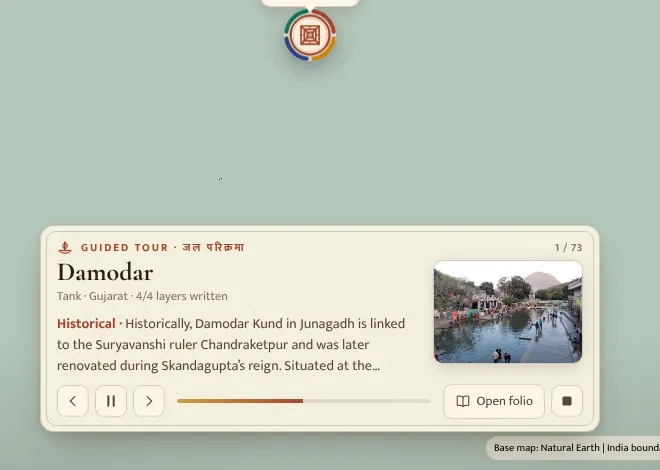 GUIDED TOUR · जल परिक्रमा
1 / 73
Damodar
Tank · Gujarat · 4/4 layers written
Historical · Historically, Damodar Kund in Junagadh is linked
to the Suryavanshi ruler Chandraketpur and was later
renovated during Skandagupta's reign. Situated at the...
Open folio
Base map: Natural Earth | India